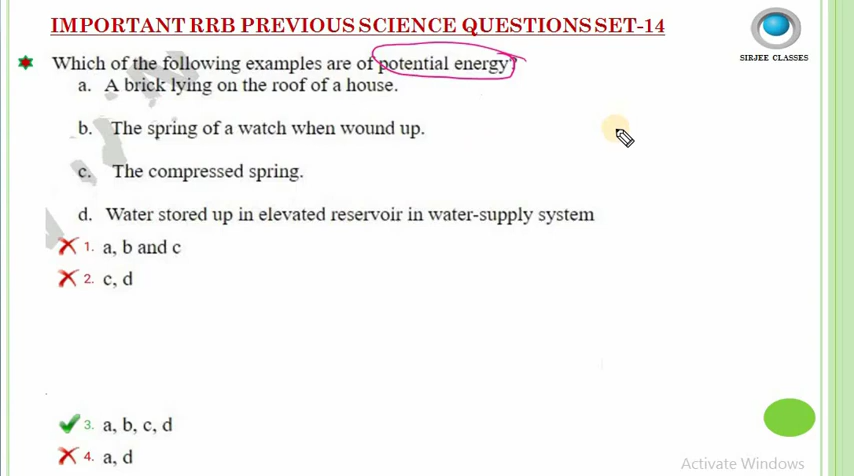 IMPORTANT RRB PREVIOUS SCIENCE QUESTIONS SET-14
SIRJEE CLASSES
Which of the following examples are of potential energy?
a. A brick lying on the roof of a house.
b. The spring of a watch when wound up.
c. The compressed spring.
d. Water stored up in elevated reservoir in water-supply system
1. a, b and c
2. c, d
3. a, b, c, d
4. a, d
Activate Windows